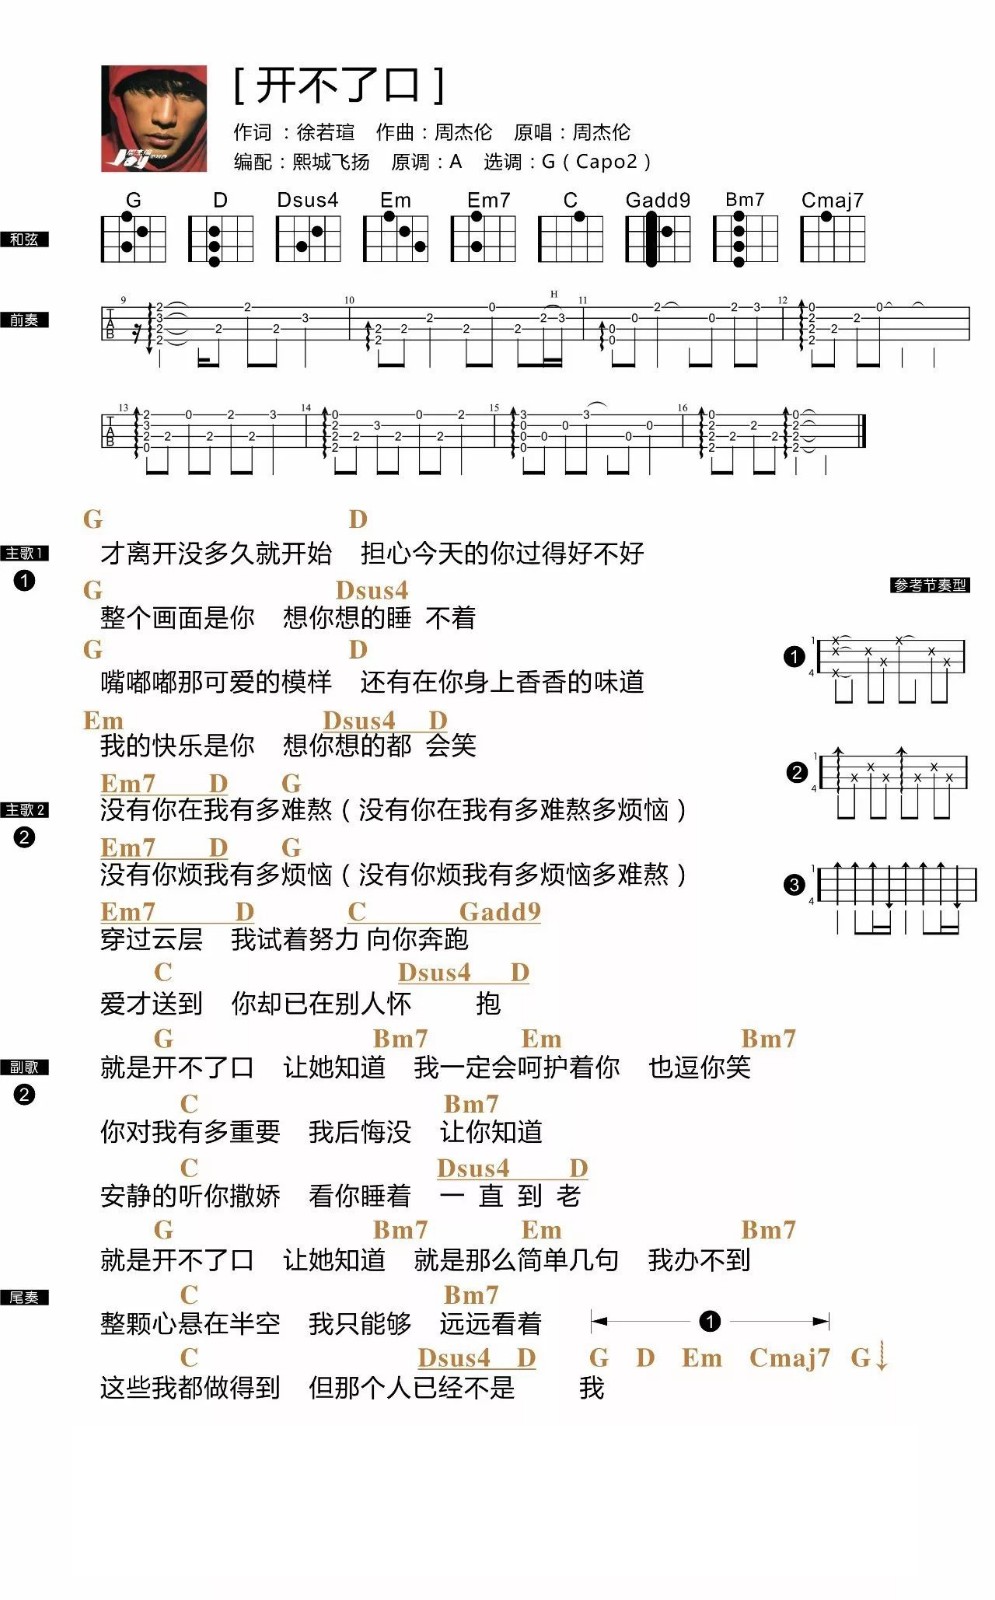 [ 开不了口 ]
作词 ：徐若瑄 作曲：周杰伦 原唱：周杰伦
编配：熙城飞扬 原调：A 选调：G（Capo2）
G D Dsus4 Em Em7 C Gadd9 Bm7 Cmaj7
和弦
前奏
9 10 H 11 12
13 14 15 16
G D
主歌1 才离开没多久就开始 担心今天的你过得好不好
1
G Dsus4
参考节奏型
整个画面是你 想你想的睡 不着
G D
嘴嘟嘟那可爱的模样 还有在你身上香香的味道
1
Em Dsus4 D
我的快乐是你 想你想的都 会笑
2
Em7 D G
主歌2 没有你在我有多难熬（没有你在我有多难熬多烦恼）
2
Em7 D G
没有你烦我有多烦恼（没有你烦我有多烦恼多难熬）
3
Em7 D C Gadd9
穿过云层 我试着努力 向你奔跑
C Dsus4 D
爱才送到 你却已在别人怀 抱
G Bm7 Em Bm7
副歌 就是开不了口 让她知道 我一定会呵护着你 也逗你笑
2
C Bm7
你对我有多重要 我后悔没 让你知道
C Dsus4 D
安静的听你撒娇 看你睡着 一 直 到 老
G Bm7 Em Bm7
就是开不了口 让她知道 就是那么简单几句 我办不到
尾奏 C Bm7
整颗心悬在半空 我只能够 远远看着 1
C Dsus4 D G D Em Cmaj7 G
这些我都做得到 但那个人已经不是 我